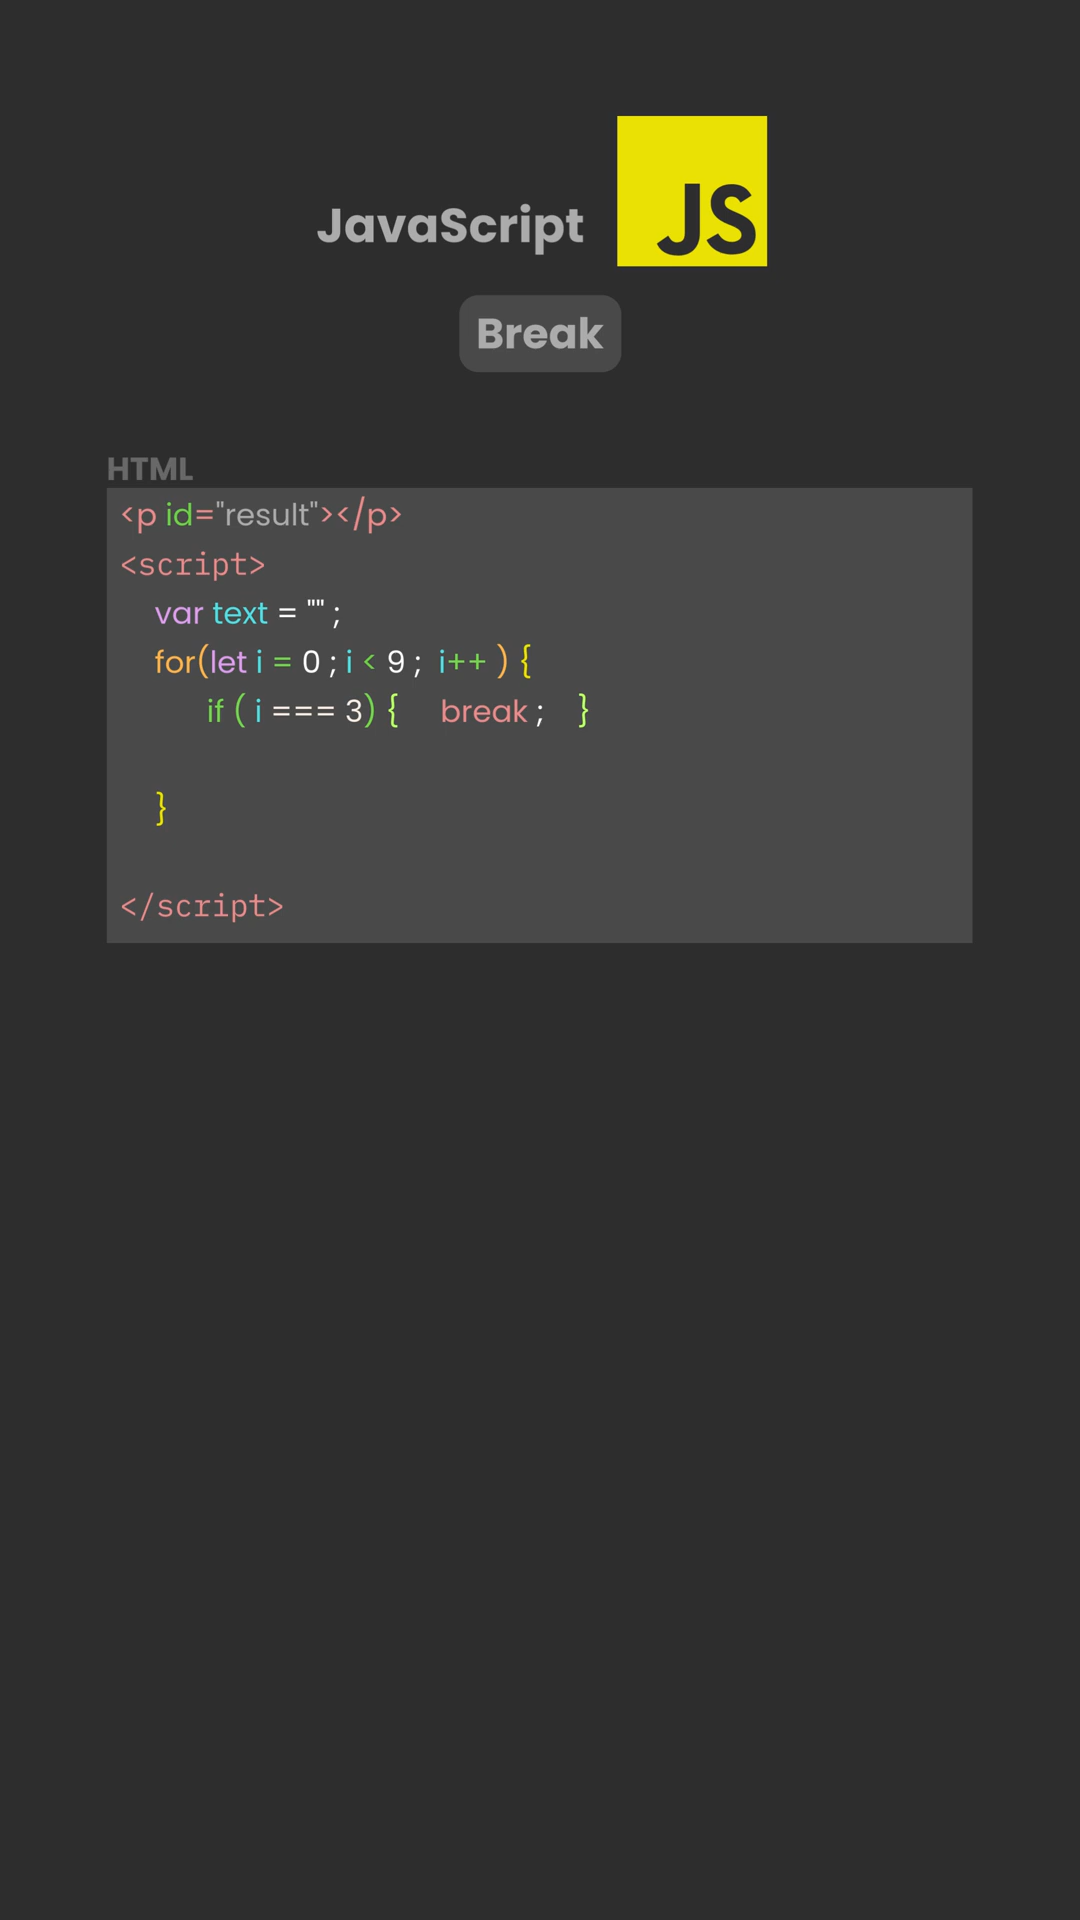 JavaScript JS
Break
HTML
<p id="result"></p>
<script>
var text = "" ;
for(let i = 0 ; i < 9 ; i++ ) {
if ( i === 3) { break ; }
}
</script>